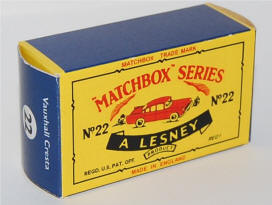 MATCHBOX TRADE MARK
"MATCHBOX" SERIES
Nº22
Nº22
A LESNEY
PRODUCT
REGD. U.S. PAT. OFF.
MADE IN ENGLAND
22
Vauxhall Cresta